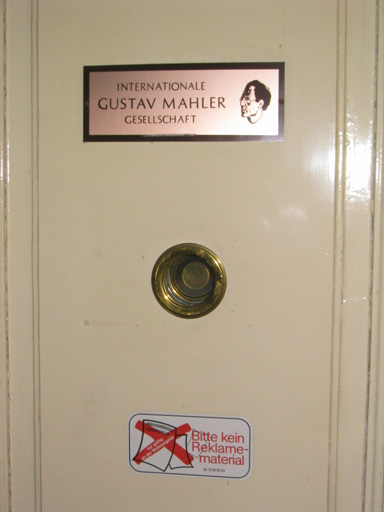 INTERNATIONALE
GUSTAV MAHLER
GESELLSCHAFT
Bitte kein
Reklame-
material